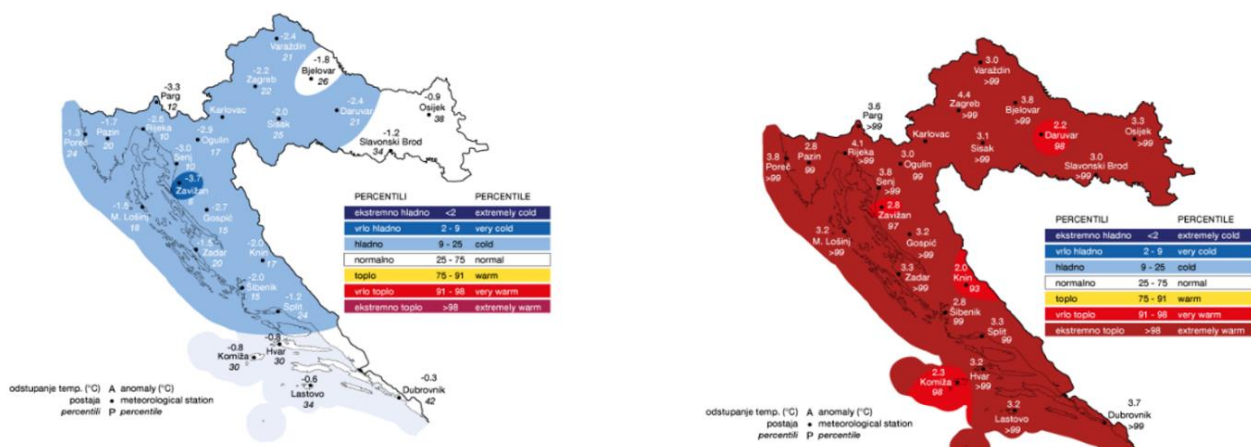 -2.4
Varaždin
21
-1.8
Bjelovar
26
-2.2
Zagreb
22
-3.3
Parg
12
Karlovac
-2.0
Sisak
25
-2.4
Daruvar
21
-0.9
Osijek
38
-1.2
Slavonski Brod
34
-1.3
Poreč
24
-1.7
Pazin
20
-2.6
Rijeka
10
-2.9
Ogulin
17
-3.0
Senj
10
-3.7
Zavižan
-2.7
Gospić
15
M. Lošinj
18
-1.5
Zadar
20
-2.0
Knin
17
-2.0
Šibenik
15
-1.2
Split
24
-0.8
Hvar
30
-0.8
Komiža
30
-0.6
Lastovo
34
-0.3
Dubrovnik
42
PERCENTILI PERCENTILE
ekstremno hladno <2 extremely cold
vrlo hladno 2 - 9 very cold
hladno 9 - 25 cold
normalno 25 - 75 normal
toplo 75 - 91 warm
vrlo toplo 91 - 98 very warm
ekstremno toplo >98 extremely warm
odstupanje temp. (°C) A anomaly (°C)
postaja • meteorological station
percentili P percentile
3.0
Varaždin
>99
4.4
Zagreb
>99
3.8
Bjelovar
>99
3.6
Parg
>99
Karlovac
3.1
Sisak
>99
2.2
Daruvar
98
3.3
Osijek
>99
3.0
Slavonski Brod
>99
3.8
Poreč
>99
2.8
Pazin
99
4.1
Rijeka
>99
3.0
Ogulin
>99
3.8
Senj
>99
2.8
Zavižan
97
3.2
Gospić
>99
3.2
M. Lošinj
>99
3.3
Zadar
>99
2.0
Knin
93
2.8
Šibenik
99
3.3
Split
99
3.2
Hvar
>99
2.3
Komiža
98
3.2
Lastovo
>99
3.7
Dubrovnik
>99
PERCENTILI PERCENTILE
ekstremno hladno <2 extremely cold
vrlo hladno 2 - 9 very cold
hladno 9 - 25 cold
normalno 25 - 75 normal
toplo 75 - 91 warm
vrlo toplo 91 - 98 very warm
ekstremno toplo >98 extremely warm
odstupanje temp. (°C) A anomaly (°C)
postaja • meteorological station
percentili P percentile